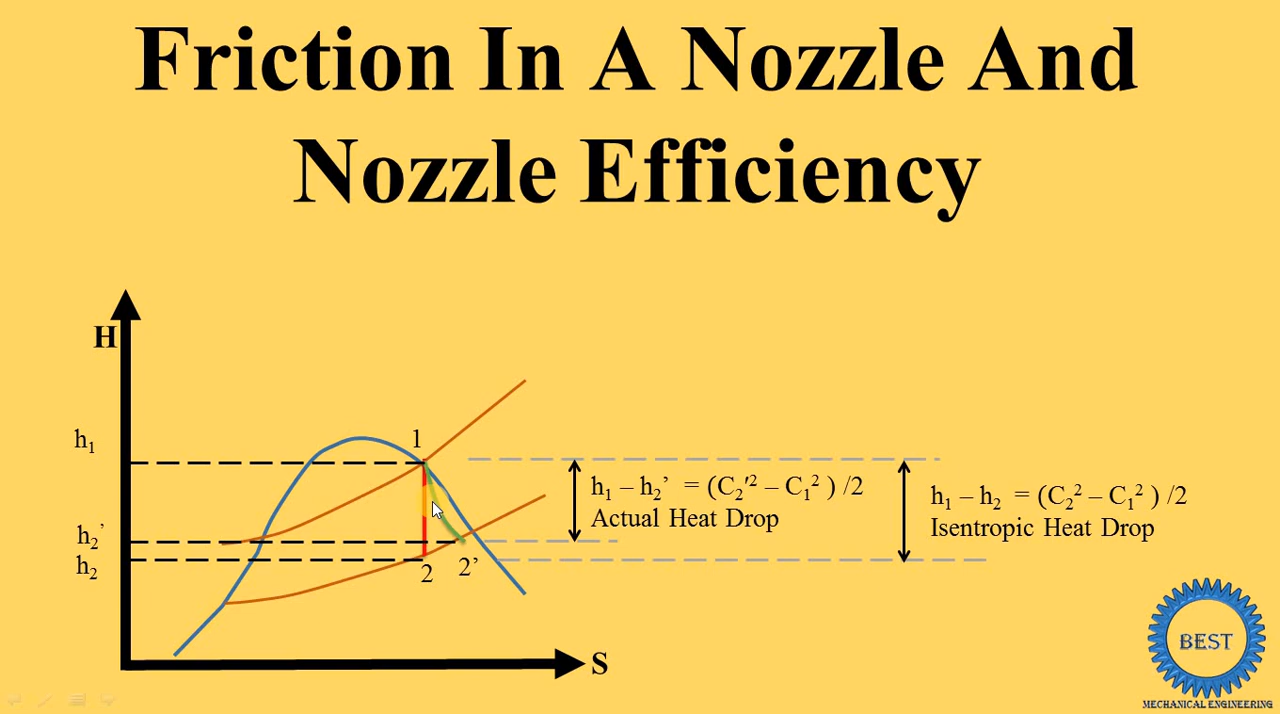 Friction In A Nozzle And
Nozzle Efficiency
H
h₁
1
h₁ – h₂’ = (C₂′² – C₁² ) /2
Actual Heat Drop
h₁ – h₂ = (C₂² – C₁² ) /2
Isentropic Heat Drop
h₂’
h₂
2
2’
S
BEST
MECHANICAL ENGINEERING